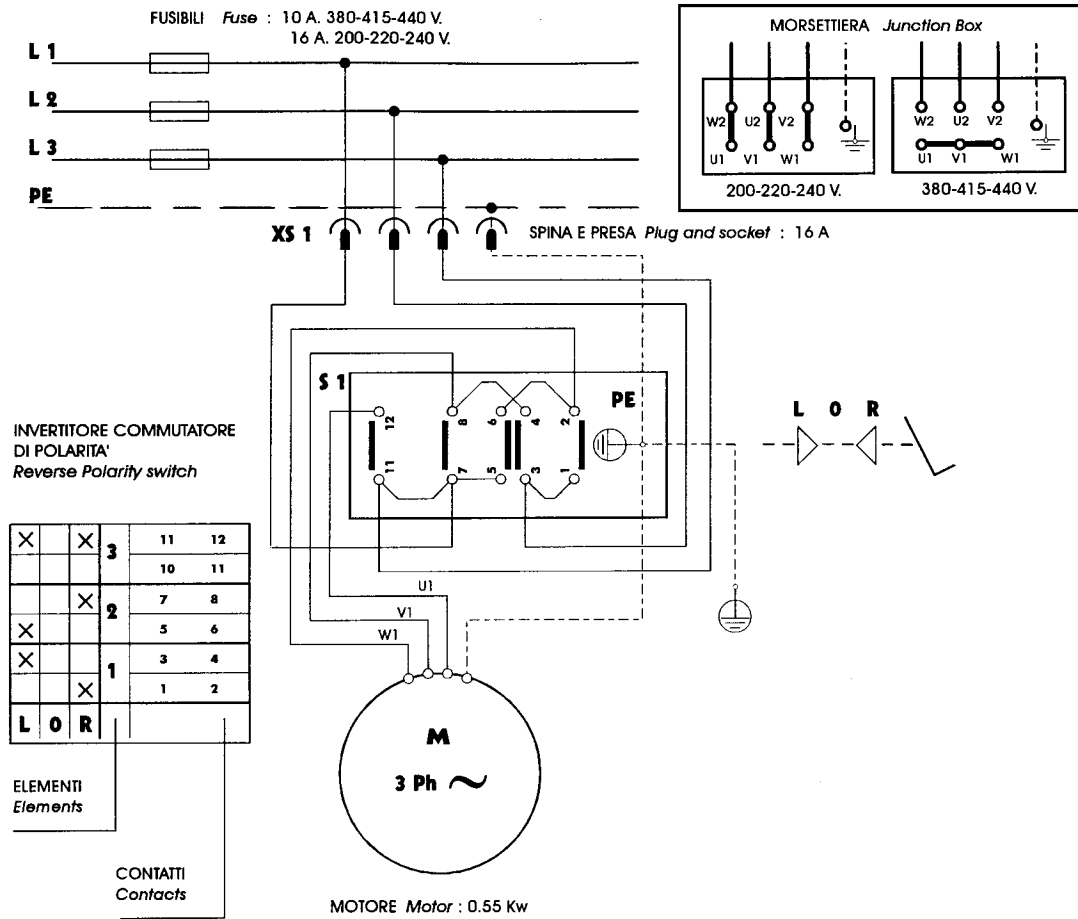 FUSIBILI Fuse : 10 A. 380-415-440 V.
16 A. 200-220-240 V.
L 1
L 2
L 3
PE
MORSETTIERA Junction Box
W2 U2 V2
U1 V1 W1
200-220-240 V.
W2 U2 V2
U1 V1 W1
380-415-440 V.
XS 1
SPINA E PRESA Plug and socket : 16 A
S 1
PE
12 8 6 4 2
11 7 5 3 1
L O R
INVERTITORE COMMUTATORE
DI POLARITA'
Reverse Polarity switch
X X 3 11 12
10 11
X 2 7 8
X 5 6
X 1 3 4
X 1 2
L O R
ELEMENTI
Elements
CONTATTI
Contacts
U1
V1
W1
M
3 Ph ~
MOTORE Motor : 0.55 Kw